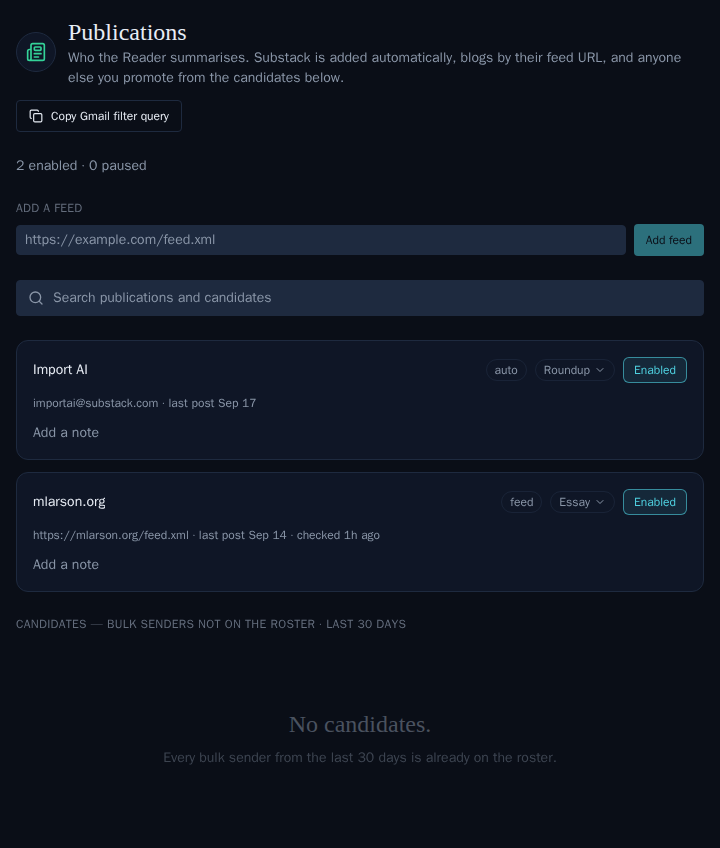 Publications
Who the Reader summarises. Substack is added automatically, blogs by their feed URL, and anyone
else you promote from the candidates below.
Copy Gmail filter query
2 enabled · 0 paused
ADD A FEED
https://example.com/feed.xml
Add feed
Search publications and candidates
Import AI
auto
Roundup
Enabled
importai@substack.com · last post Sep 17
Add a note
mlarson.org
feed
Essay
Enabled
https://mlarson.org/feed.xml · last post Sep 14 · checked 1h ago
Add a note
CANDIDATES — BULK SENDERS NOT ON THE ROSTER · LAST 30 DAYS
No candidates.
Every bulk sender from the last 30 days is already on the roster.